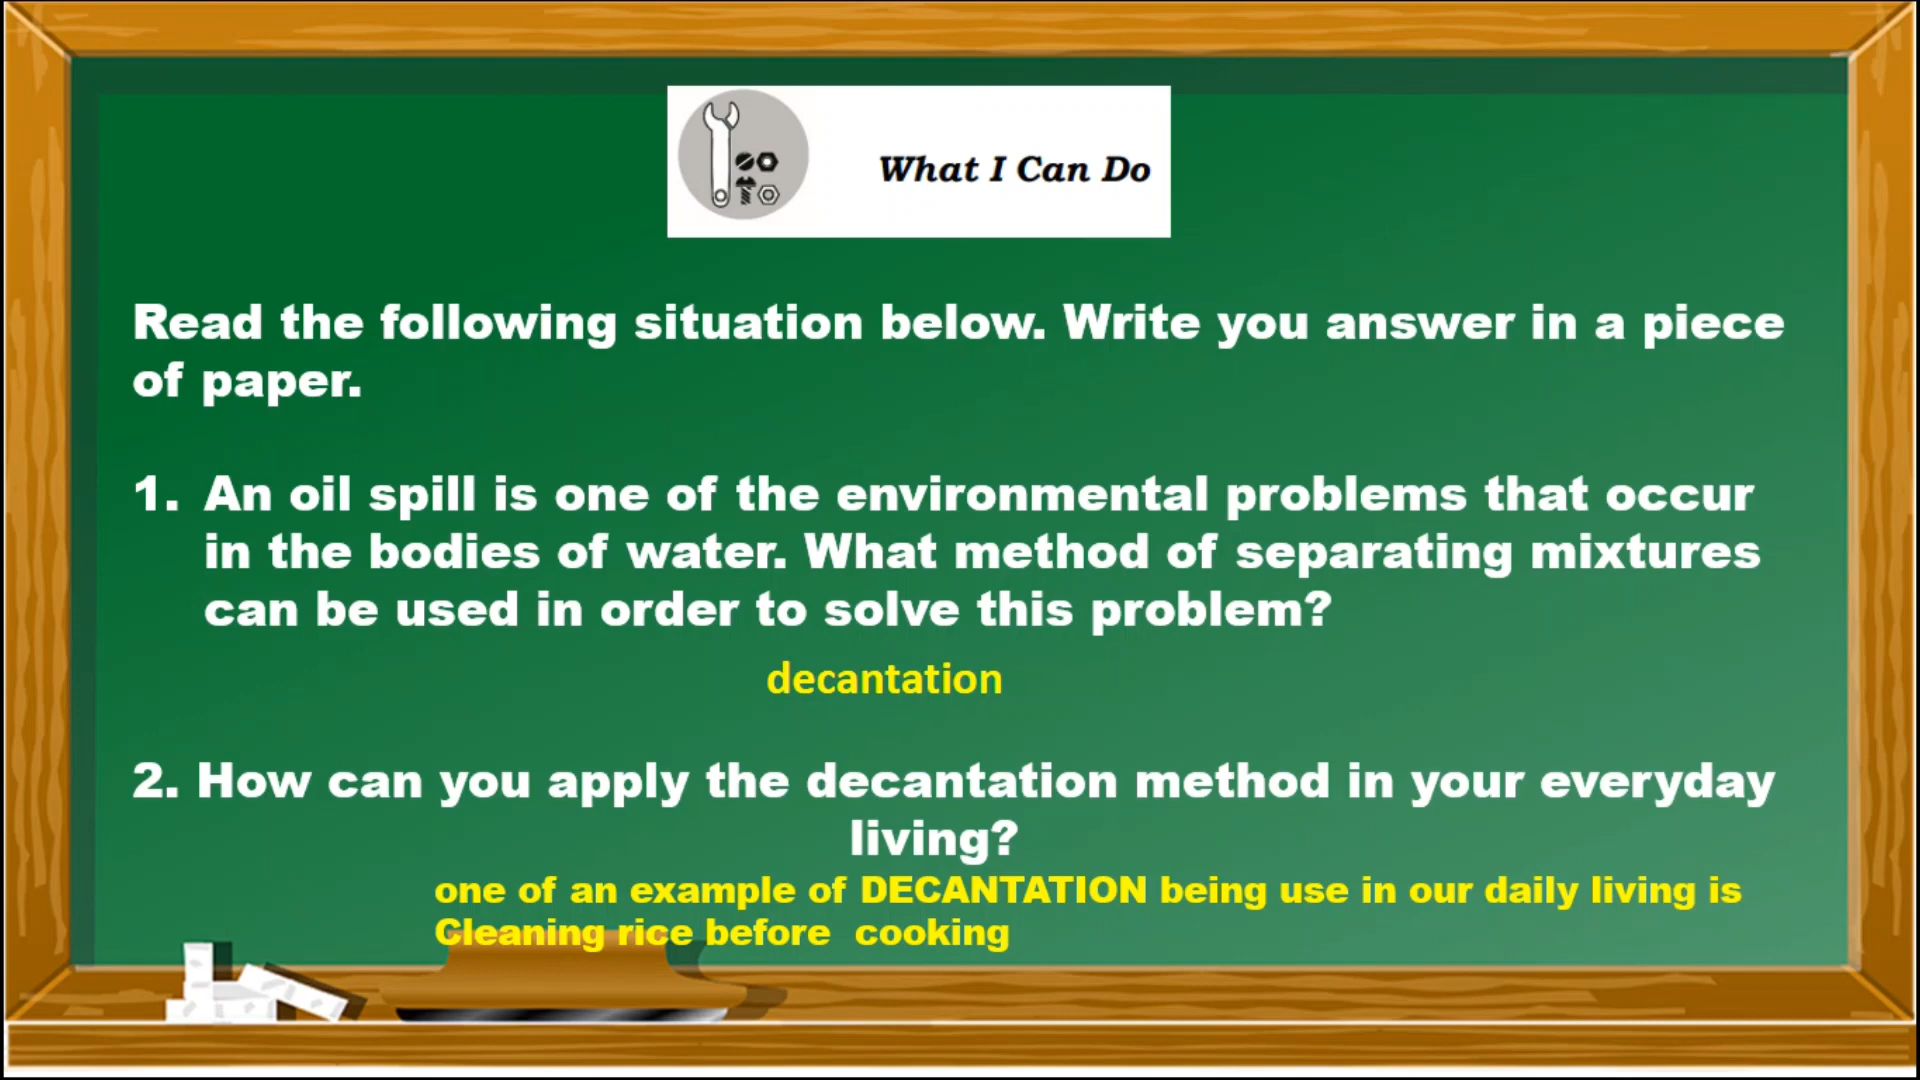 What I Can Do
Read the following situation below. Write you answer in a piece
of paper.
1. An oil spill is one of the environmental problems that occur
in the bodies of water. What method of separating mixtures
can be used in order to solve this problem?
decantation
2. How can you apply the decantation method in your everyday
living?
one of an example of DECANTATION being use in our daily living is
Cleaning rice before cooking